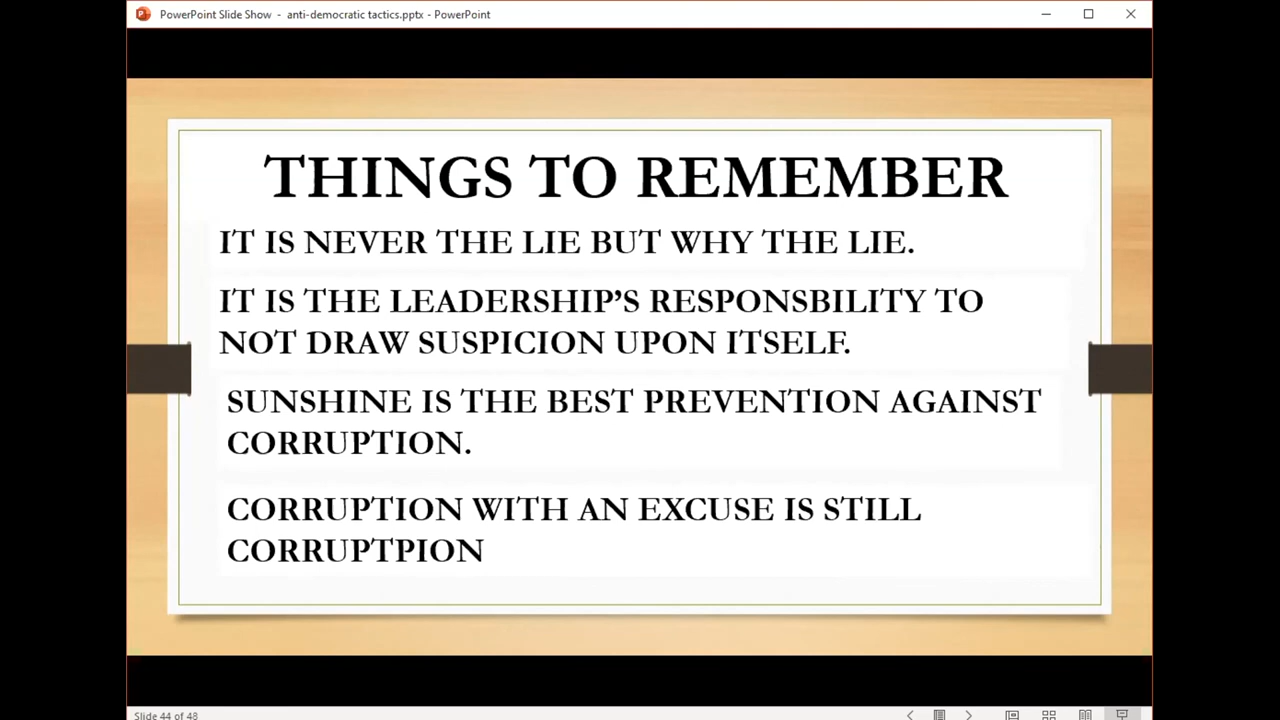 PowerPoint Slide Show - anti-democratic tactics.pptx - PowerPoint
THINGS TO REMEMBER
IT IS NEVER THE LIE BUT WHY THE LIE.
IT IS THE LEADERSHIP’S RESPONSBILITY TO
NOT DRAW SUSPICION UPON ITSELF.
SUNSHINE IS THE BEST PREVENTION AGAINST
CORRUPTION.
CORRUPTION WITH AN EXCUSE IS STILL
CORRUPTPION
Slide 44 of 48